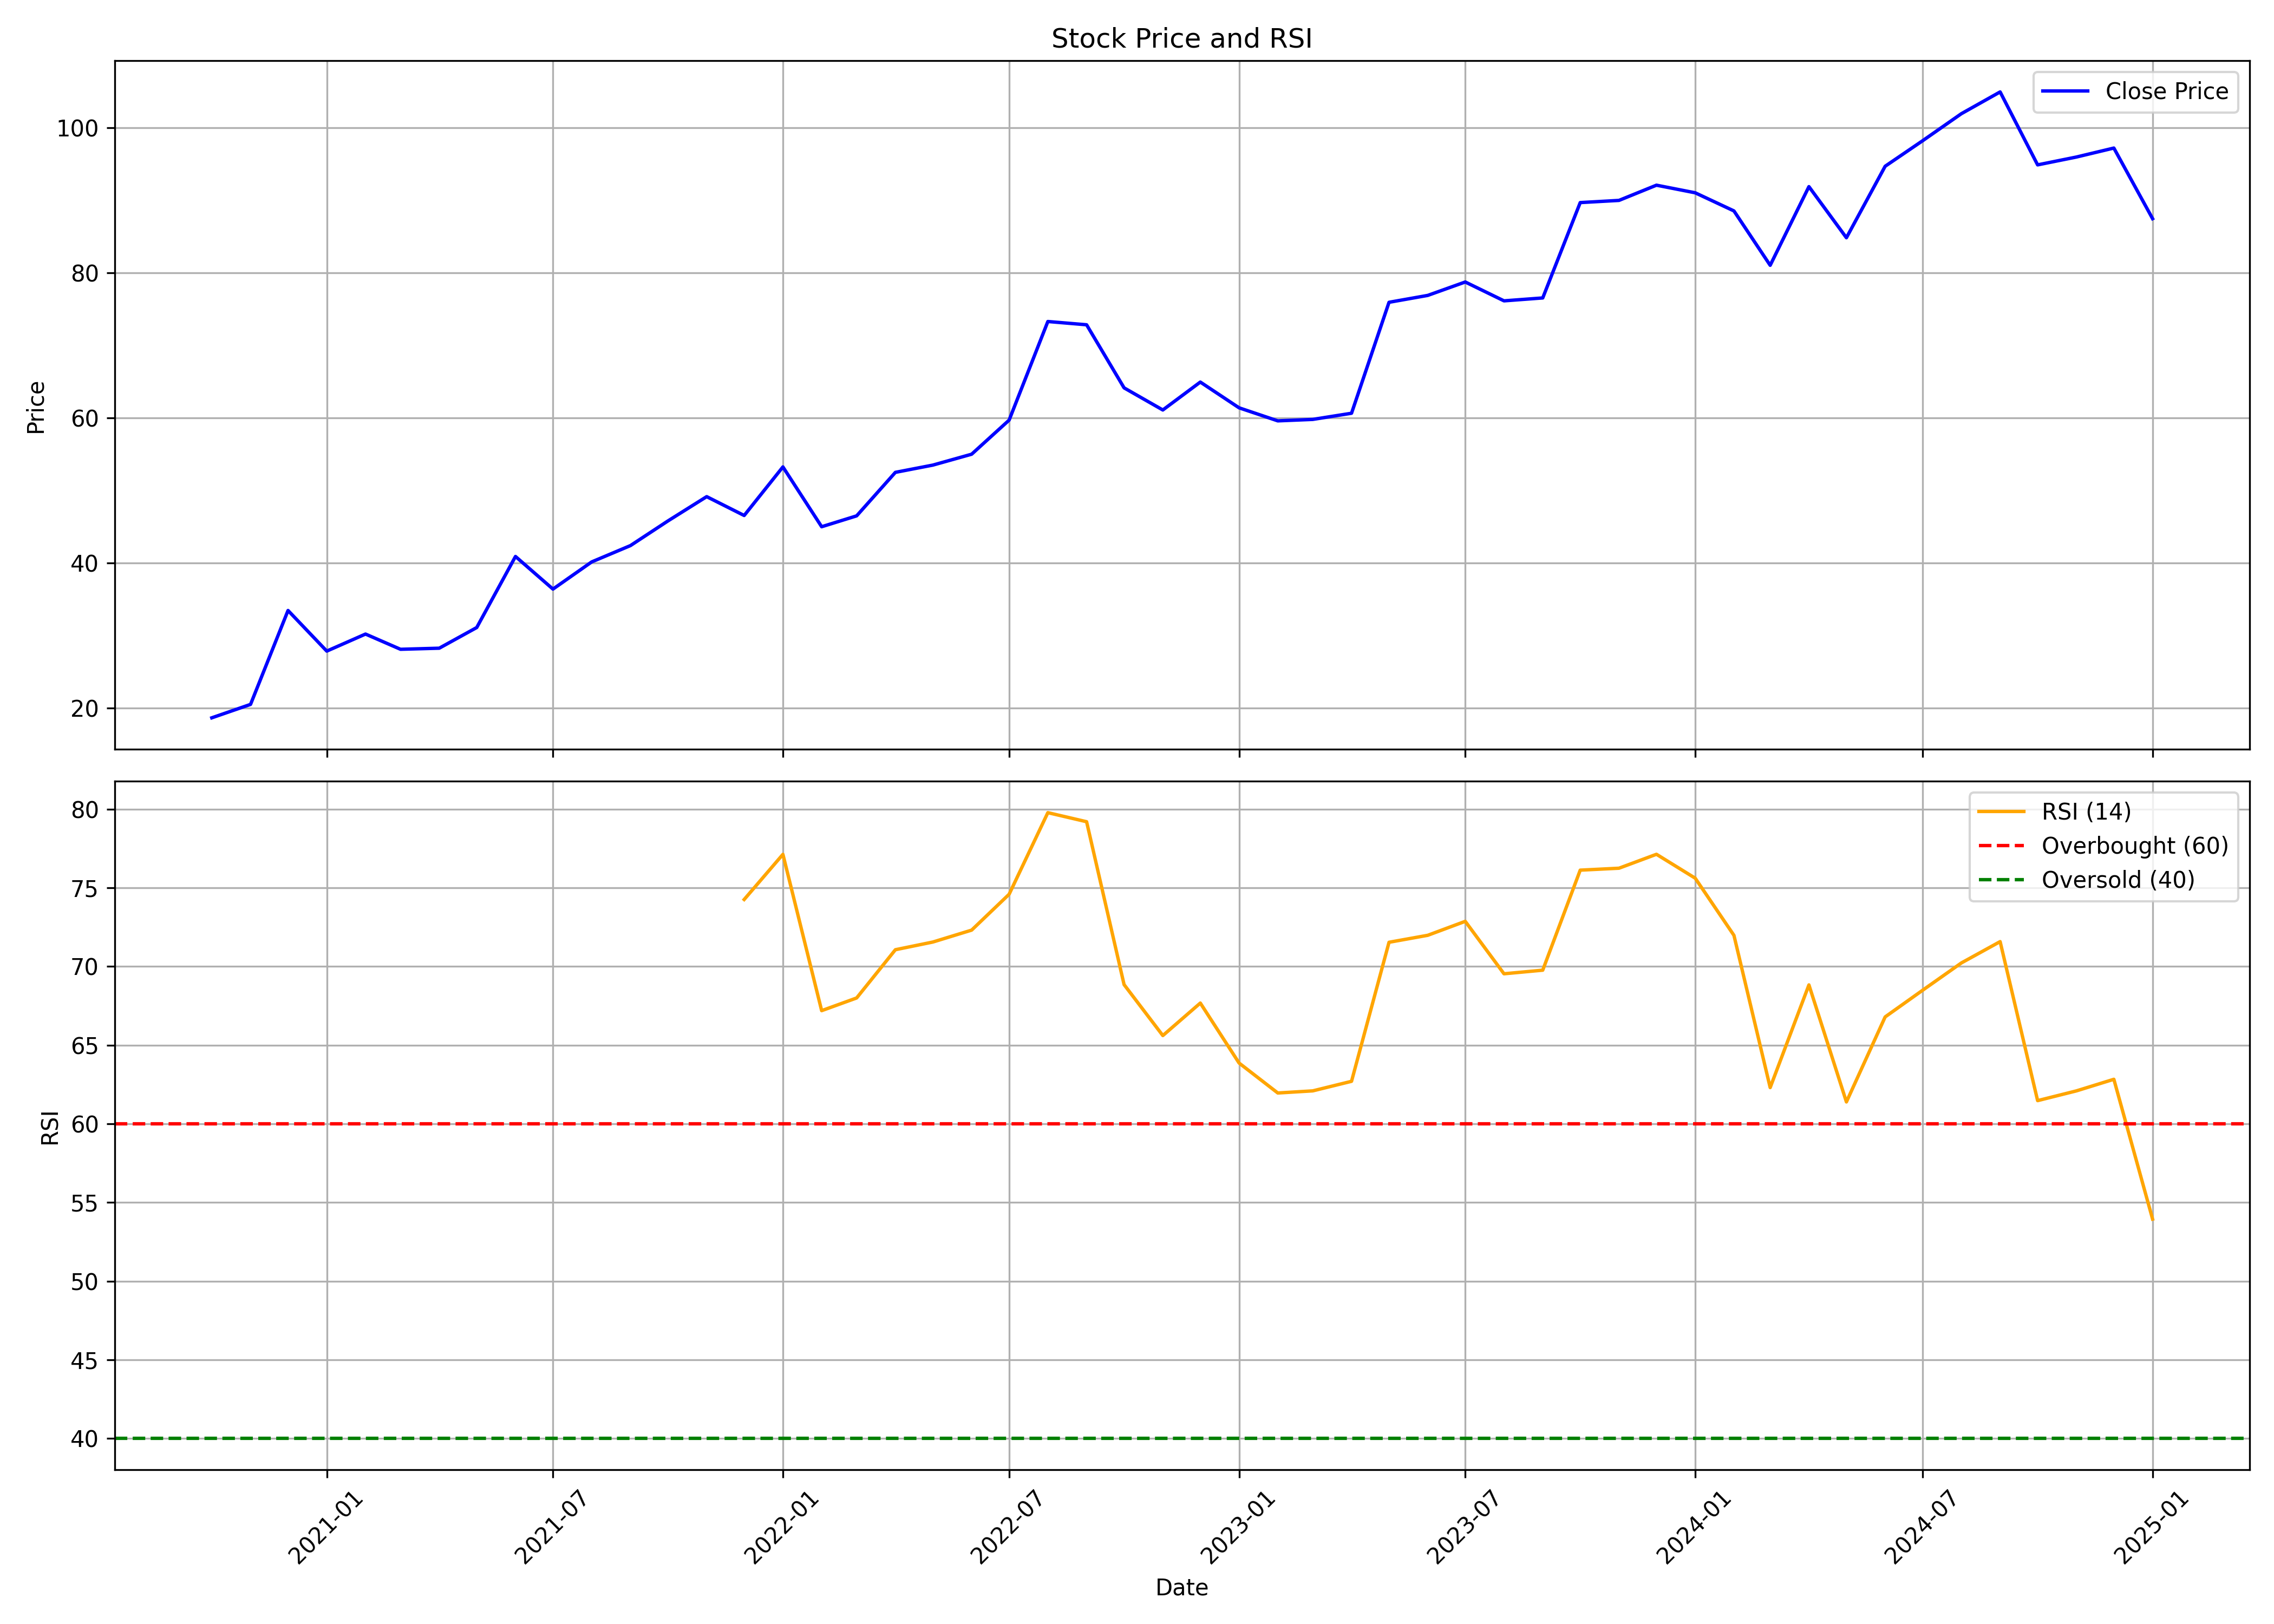 Stock Price and RSI
Close Price
Price
100
80
60
40
20
RSI (14)
Overbought (60)
Oversold (40)
RSI
80
75
70
65
60
55
50
45
40
2021-01
2021-07
2022-01
2022-07
2023-01
2023-07
2024-01
2024-07
2025-01
Date